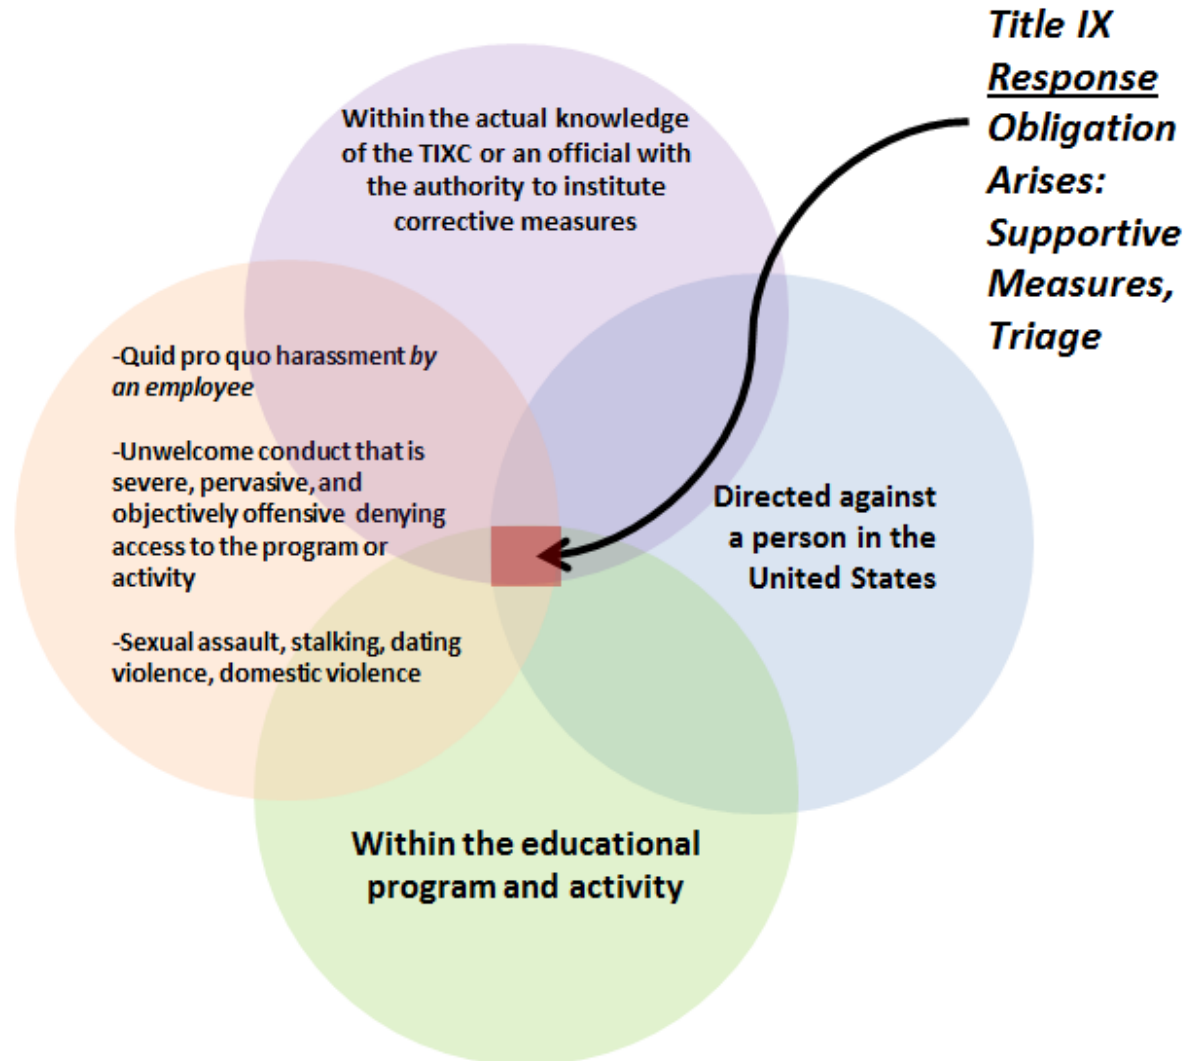 Title IX
Response
Obligation
Arises:
Supportive
Measures,
Triage
Within the actual knowledge
of the TIXC or an official with
the authority to institute
corrective measures
-Quid pro quo harassment by
an employee
-Unwelcome conduct that is
severe, pervasive, and
objectively offensive denying
access to the program or
activity
-Sexual assault, stalking, dating
violence, domestic violence
Directed against
a person in the
United States
Within the educational
program and activity